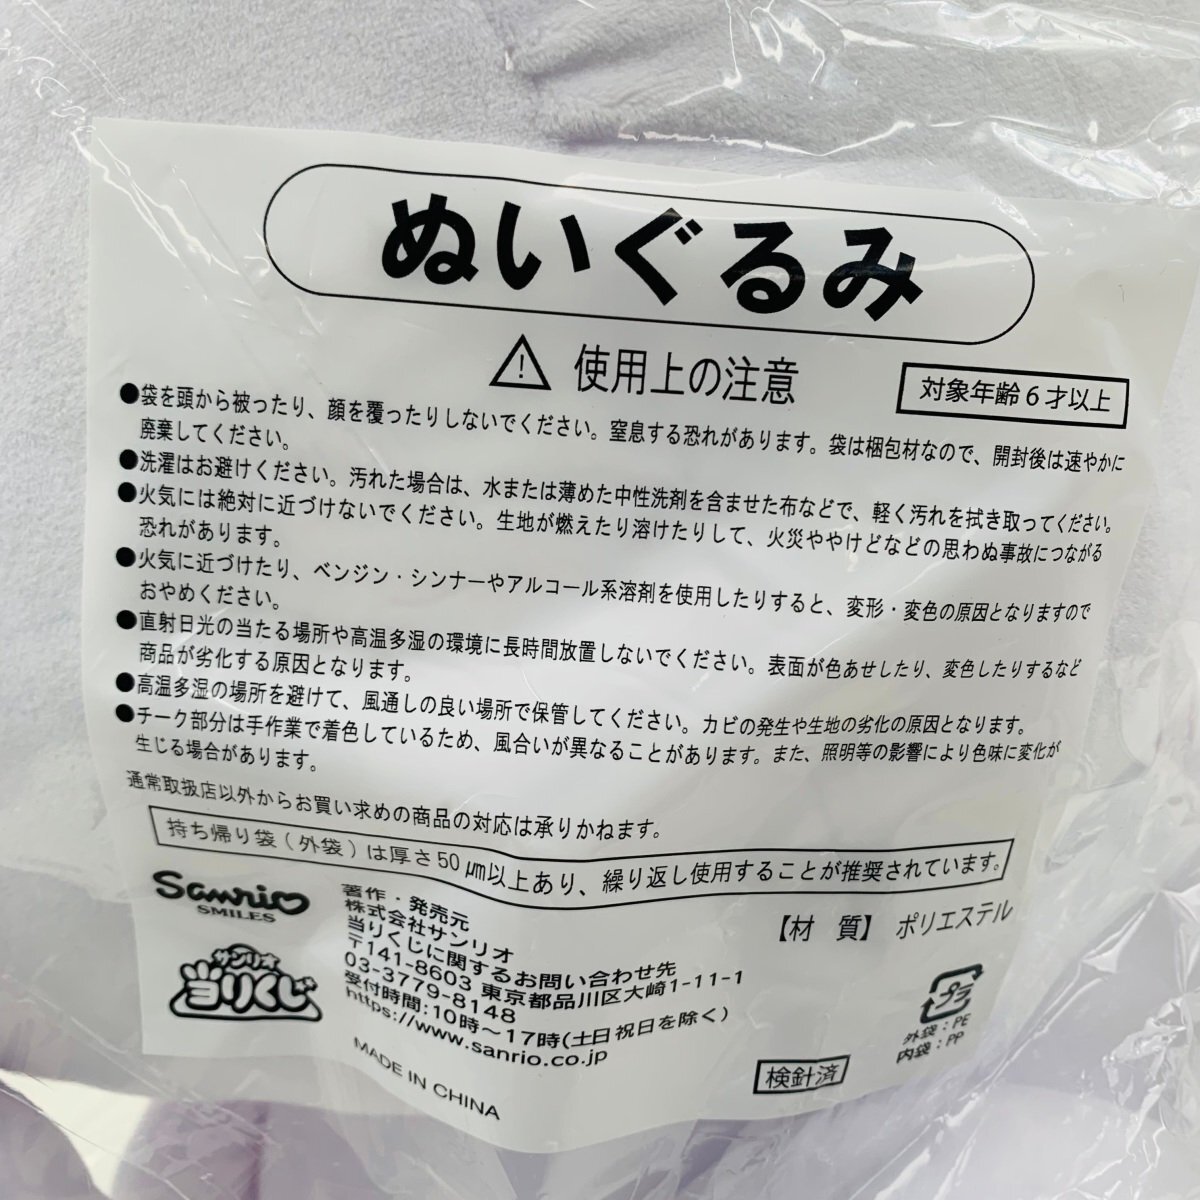 ぬいぐるみ
使用上の注意
対象年齢6才以上
●袋を頭から被ったり、顔を覆ったりしないでください。窒息する恐れがあります。袋は梱包材なので、開封後は速やかに
廃棄してください。
●洗濯はお避けください。汚れた場合は、水または薄めた中性洗剤を含ませた布などで、軽く汚れを拭き取ってください。
●火気には絶対に近づけないでください。生地が燃えたり溶けたりして、火災ややけどなどの思わぬ事故につながる
恐れがあります。
●火気に近づけたり、ベンジン・シンナーやアルコール系溶剤を使用したりすると、変形・変色の原因となりますので
おやめください。
●直射日光の当たる場所や高温多湿の環境に長時間放置しないでください。表面が色あせしたり、変色したりするなど
商品が劣化する原因となります。
●高温多湿の場所を避けて、風通しの良い場所で保管してください。カビの発生や生地の劣化の原因となります。
●チーク部分は手作業で着色しているため、風合いが異なることがあります。また、照明等の影響により色味に変化が
生じる場合があります。
通常取扱店以外からお買い求めの商品の対応は承りかねます。
持ち帰り袋(外袋)は厚さ50μm以上あり、繰り返し使用することが推奨されています。
Sanrio
SMILES
サンリオ
当りくじ
著作・発売元
株式会社サンリオ
当りくじに関するお問い合わせ先
〒141-8603 東京都品川区大崎1-11-1
03-3779-8148
受付時間:10時〜17時(土日祝日を除く)
https://www.sanrio.co.jp
MADE IN CHINA
【材 質】 ポリエステル
プラ
外袋:PE
内袋:PP
検針済